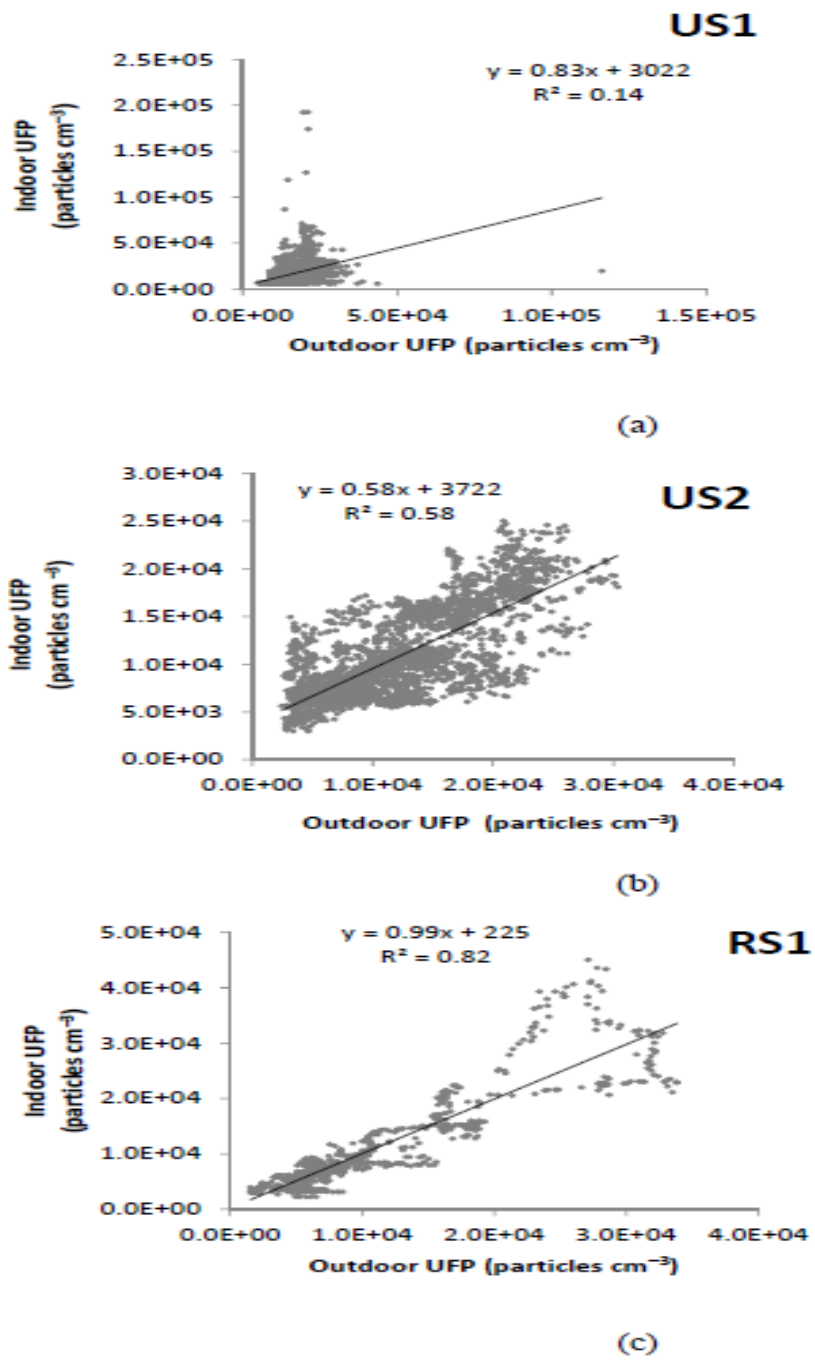 US1
y = 0.83x + 3022
R² = 0.14
Indoor UFP
(particles cm⁻³)
2.5E+05
2.0E+05
1.5E+05
1.0E+05
5.0E+04
0.0E+00
0.0E+00 5.0E+04 1.0E+05 1.5E+05
Outdoor UFP (particles cm⁻³)
(a)
US2
y = 0.58x + 3722
R² = 0.58
Indoor UFP
(particles cm⁻³)
3.0E+04
2.5E+04
2.0E+04
1.5E+04
1.0E+04
5.0E+03
0.0E+00
0.0E+00 1.0E+04 2.0E+04 3.0E+04 4.0E+04
Outdoor UFP (particles cm⁻³)
(b)
RS1
y = 0.99x + 225
R² = 0.82
Indoor UFP
(particles cm⁻³)
5.0E+04
4.0E+04
3.0E+04
2.0E+04
1.0E+04
0.0E+00
0.0E+00 1.0E+04 2.0E+04 3.0E+04 4.0E+04
Outdoor UFP (particles cm⁻³)
(c)